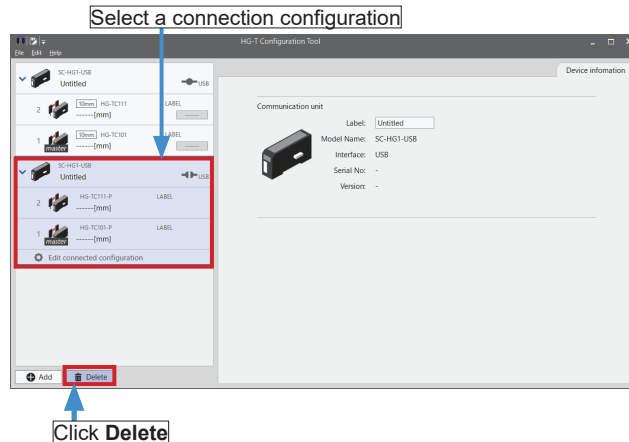 Select a connection configuration
HG-T Configuration Tool
File Edit Help
SC-HG1-USB
Untitled
USB
2 10mm HG-TC111 LABEL
------[mm] ------
1 10mm HG-TC101 LABEL
master ------[mm] ------
SC-HG1-USB
Untitled
USB
2 HG-TC111-P LABEL
------[mm]
1 HG-TC101-P LABEL
master ------[mm]
Edit connected configuration
Add Delete
Device infomation
Communication unit
Label: Untitled
Model Name: SC-HG1-USB
Interface: USB
Serial No: -
Version: -
Click Delete